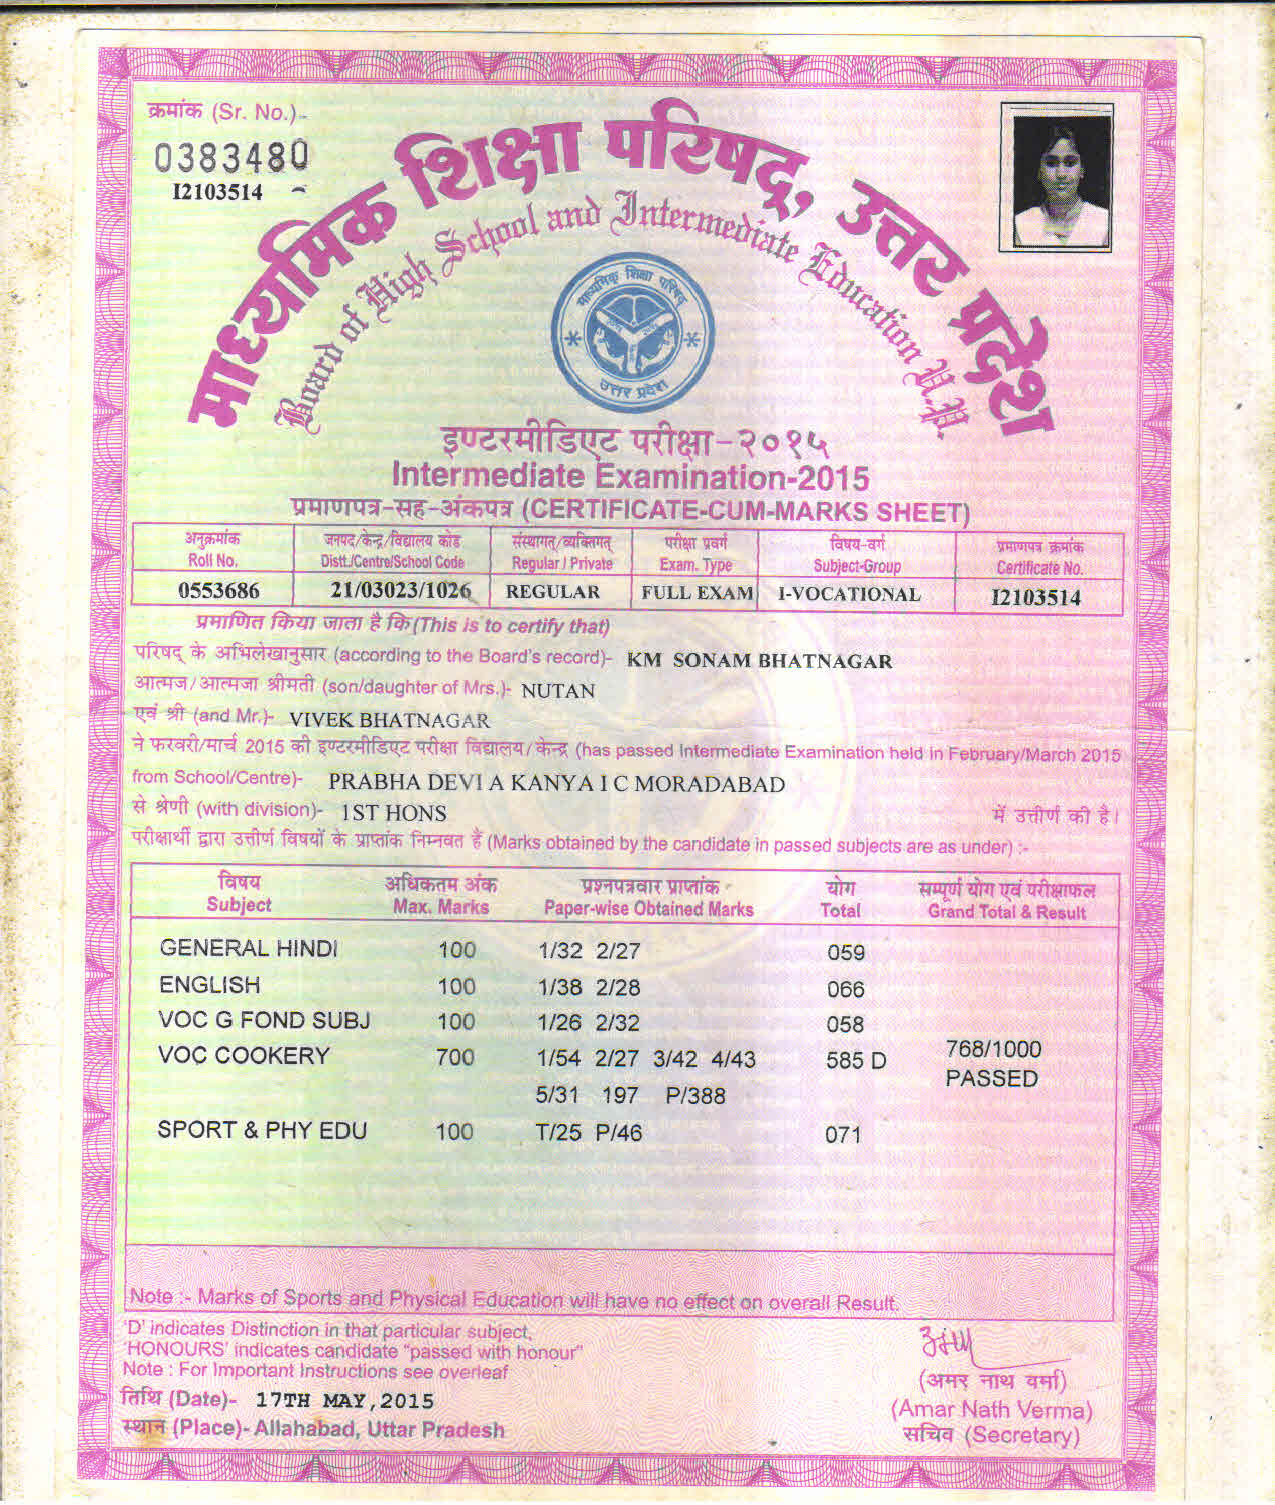 क्रमांक (Sr. No.)-
0383480
I2103514
माध्यमिक शिक्षा परिषद्, उत्तर प्रदेश
Board of High School and Intermediate Education U.P.
माध्यमिक शिक्षा परिषद्
उत्तर प्रदेश
इण्टरमीडिएट परीक्षा-२०१५
Intermediate Examination-2015
प्रमाणपत्र-सह-अंकपत्र (CERTIFICATE-CUM-MARKS SHEET)
अनुक्रमांक जनपद/केन्द्र/विद्यालय कोड संस्थागत/व्यक्तिगत् परीक्षा प्रवर्ग विषय-वर्ग प्रमाणपत्र क्रमांक
Roll No. Distt./Centre/School Code Regular / Private Exam. Type Subject-Group Certificate No.
0553686 21/03023/1026 REGULAR FULL EXAM I-VOCATIONAL I2103514
प्रमाणित किया जाता है कि (This is to certify that)
परिषद् के अभिलेखानुसार (according to the Board's record)- KM SONAM BHATNAGAR
आत्मज/आत्मजा श्रीमती (son/daughter of Mrs.)- NUTAN
एवं श्री (and Mr.)- VIVEK BHATNAGAR
ने फरवरी/मार्च 2015 की इण्टरमीडिएट परीक्षा विद्यालय/केन्द्र (has passed Intermediate Examination held in February/March 2015
from School/Centre)- PRABHA DEVI A KANYA I C MORADABAD
से श्रेणी (with division)- 1ST HONS में उत्तीर्ण की है।
परीक्षार्थी द्वारा उत्तीर्ण विषयों के प्राप्तांक निम्नवत हैं (Marks obtained by the candidate in passed subjects are as under) :-
विषय अधिकतम अंक प्रश्नपत्रवार प्राप्तांक योग सम्पूर्ण योग एवं परीक्षाफल
Subject Max. Marks Paper-wise Obtained Marks Total Grand Total & Result
GENERAL HINDI 100 1/32 2/27 059
ENGLISH 100 1/38 2/28 066
VOC G FOND SUBJ 100 1/26 2/32 058
VOC COOKERY 700 1/54 2/27 3/42 4/43 585 D 768/1000
PASSED
5/31 197 P/388
SPORT & PHY EDU 100 T/25 P/46 071
Note :- Marks of Sports and Physical Education will have no effect on overall Result.
'D' indicates Distinction in that particular subject,
'HONOURS' indicates candidate "passed with honour"
Note : For Important Instructions see overleaf
तिथि (Date)- 17TH MAY,2015
स्थान (Place)- Allahabad, Uttar Pradesh
(अमर नाथ वर्मा)
(Amar Nath Verma)
सचिव (Secretary)